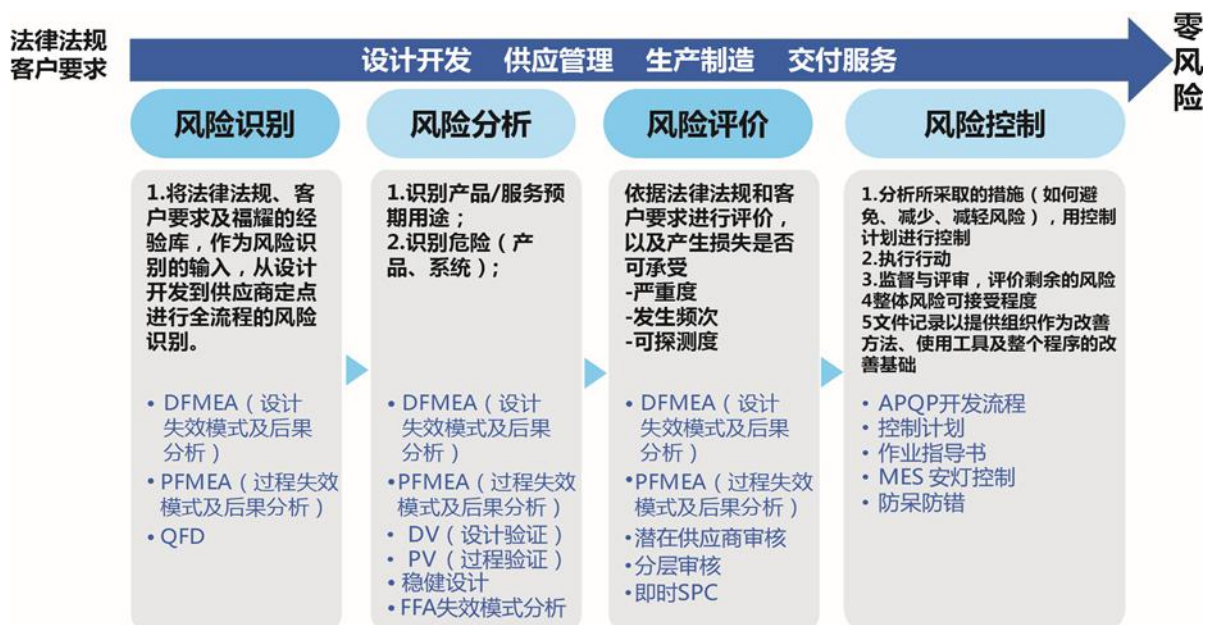 法律法规
客户要求
设计开发 供应管理 生产制造 交付服务
零
风
险
风险识别
1.将法律法规、客
户要求及福耀的经
验库，作为风险识
别的输入，从设计
开发到供应商定点
进行全流程的风险
识别。
• DFMEA（设计
失效模式及后果
分析）
• PFMEA（过程失效
模式及后果分析）
• QFD
风险分析
1.识别产品/服务预
期用途；
2.识别危险（产
品、系统）；
• DFMEA（设计
失效模式及后果
分析）
•PFMEA（过程失效
模式及后果分析）
• DV（设计验证）
• PV（过程验证）
• 稳健设计
• FFA失效模式分析
风险评价
依据法律法规和客
户要求进行评价，
以及产生损失是否
可承受
-严重度
-发生频次
-可探测度
• DFMEA（设计
失效模式及后果
分析）
•PFMEA（过程失效
模式及后果分析）
•潜在供应商审核
•分层审核
•即时SPC
风险控制
1.分析所采取的措施（如何避
免、减少、减轻风险），用控制
计划进行控制
2.执行行动
3.监督与评审，评价剩余的风险
4整体风险可接受程度
5文件记录以提供组织作为改善
方法、使用工具及整个程序的改
善基础
• APQP开发流程
• 控制计划
• 作业指导书
• MES 安灯控制
• 防呆防错